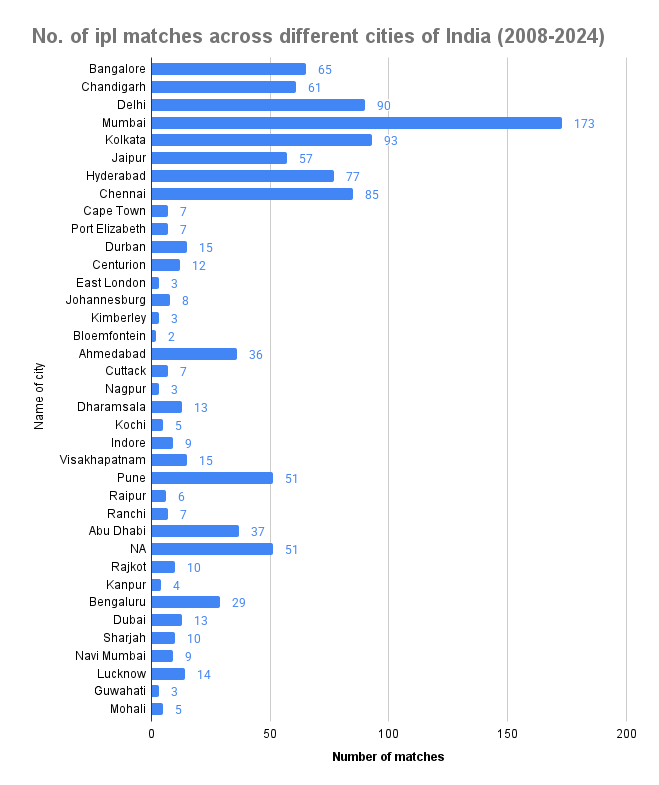 No. of ipl matches across different cities of India (2008-2024)
Name of city
Bangalore 65
Chandigarh 61
Delhi 90
Mumbai 173
Kolkata 93
Jaipur 57
Hyderabad 77
Chennai 85
Cape Town 7
Port Elizabeth 7
Durban 15
Centurion 12
East London 3
Johannesburg 8
Kimberley 3
Bloemfontein 2
Ahmedabad 36
Cuttack 7
Nagpur 3
Dharamsala 13
Kochi 5
Indore 9
Visakhapatnam 15
Pune 51
Raipur 6
Ranchi 7
Abu Dhabi 37
NA 51
Rajkot 10
Kanpur 4
Bengaluru 29
Dubai 13
Sharjah 10
Navi Mumbai 9
Lucknow 14
Guwahati 3
Mohali 5
0 50 100 150 200
Number of matches